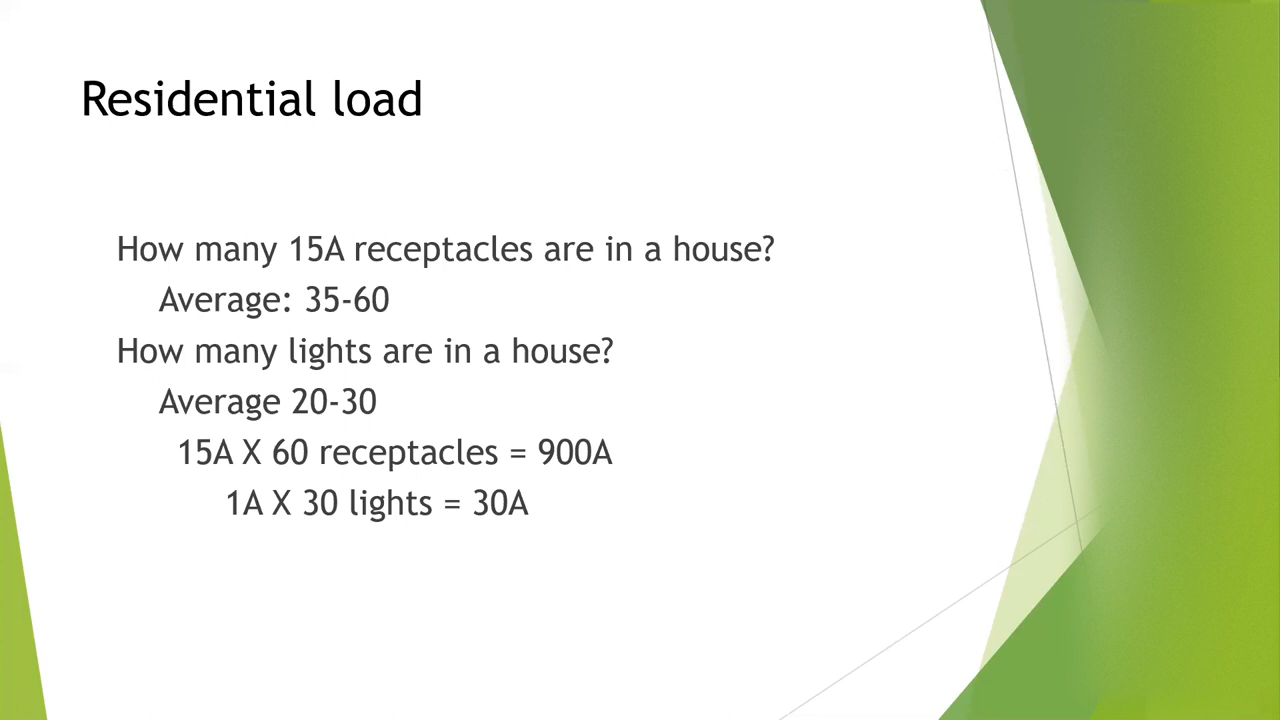 Residential load
How many 15A receptacles are in a house?
Average: 35-60
How many lights are in a house?
Average 20-30
15A X 60 receptacles = 900A
1A X 30 lights = 30A